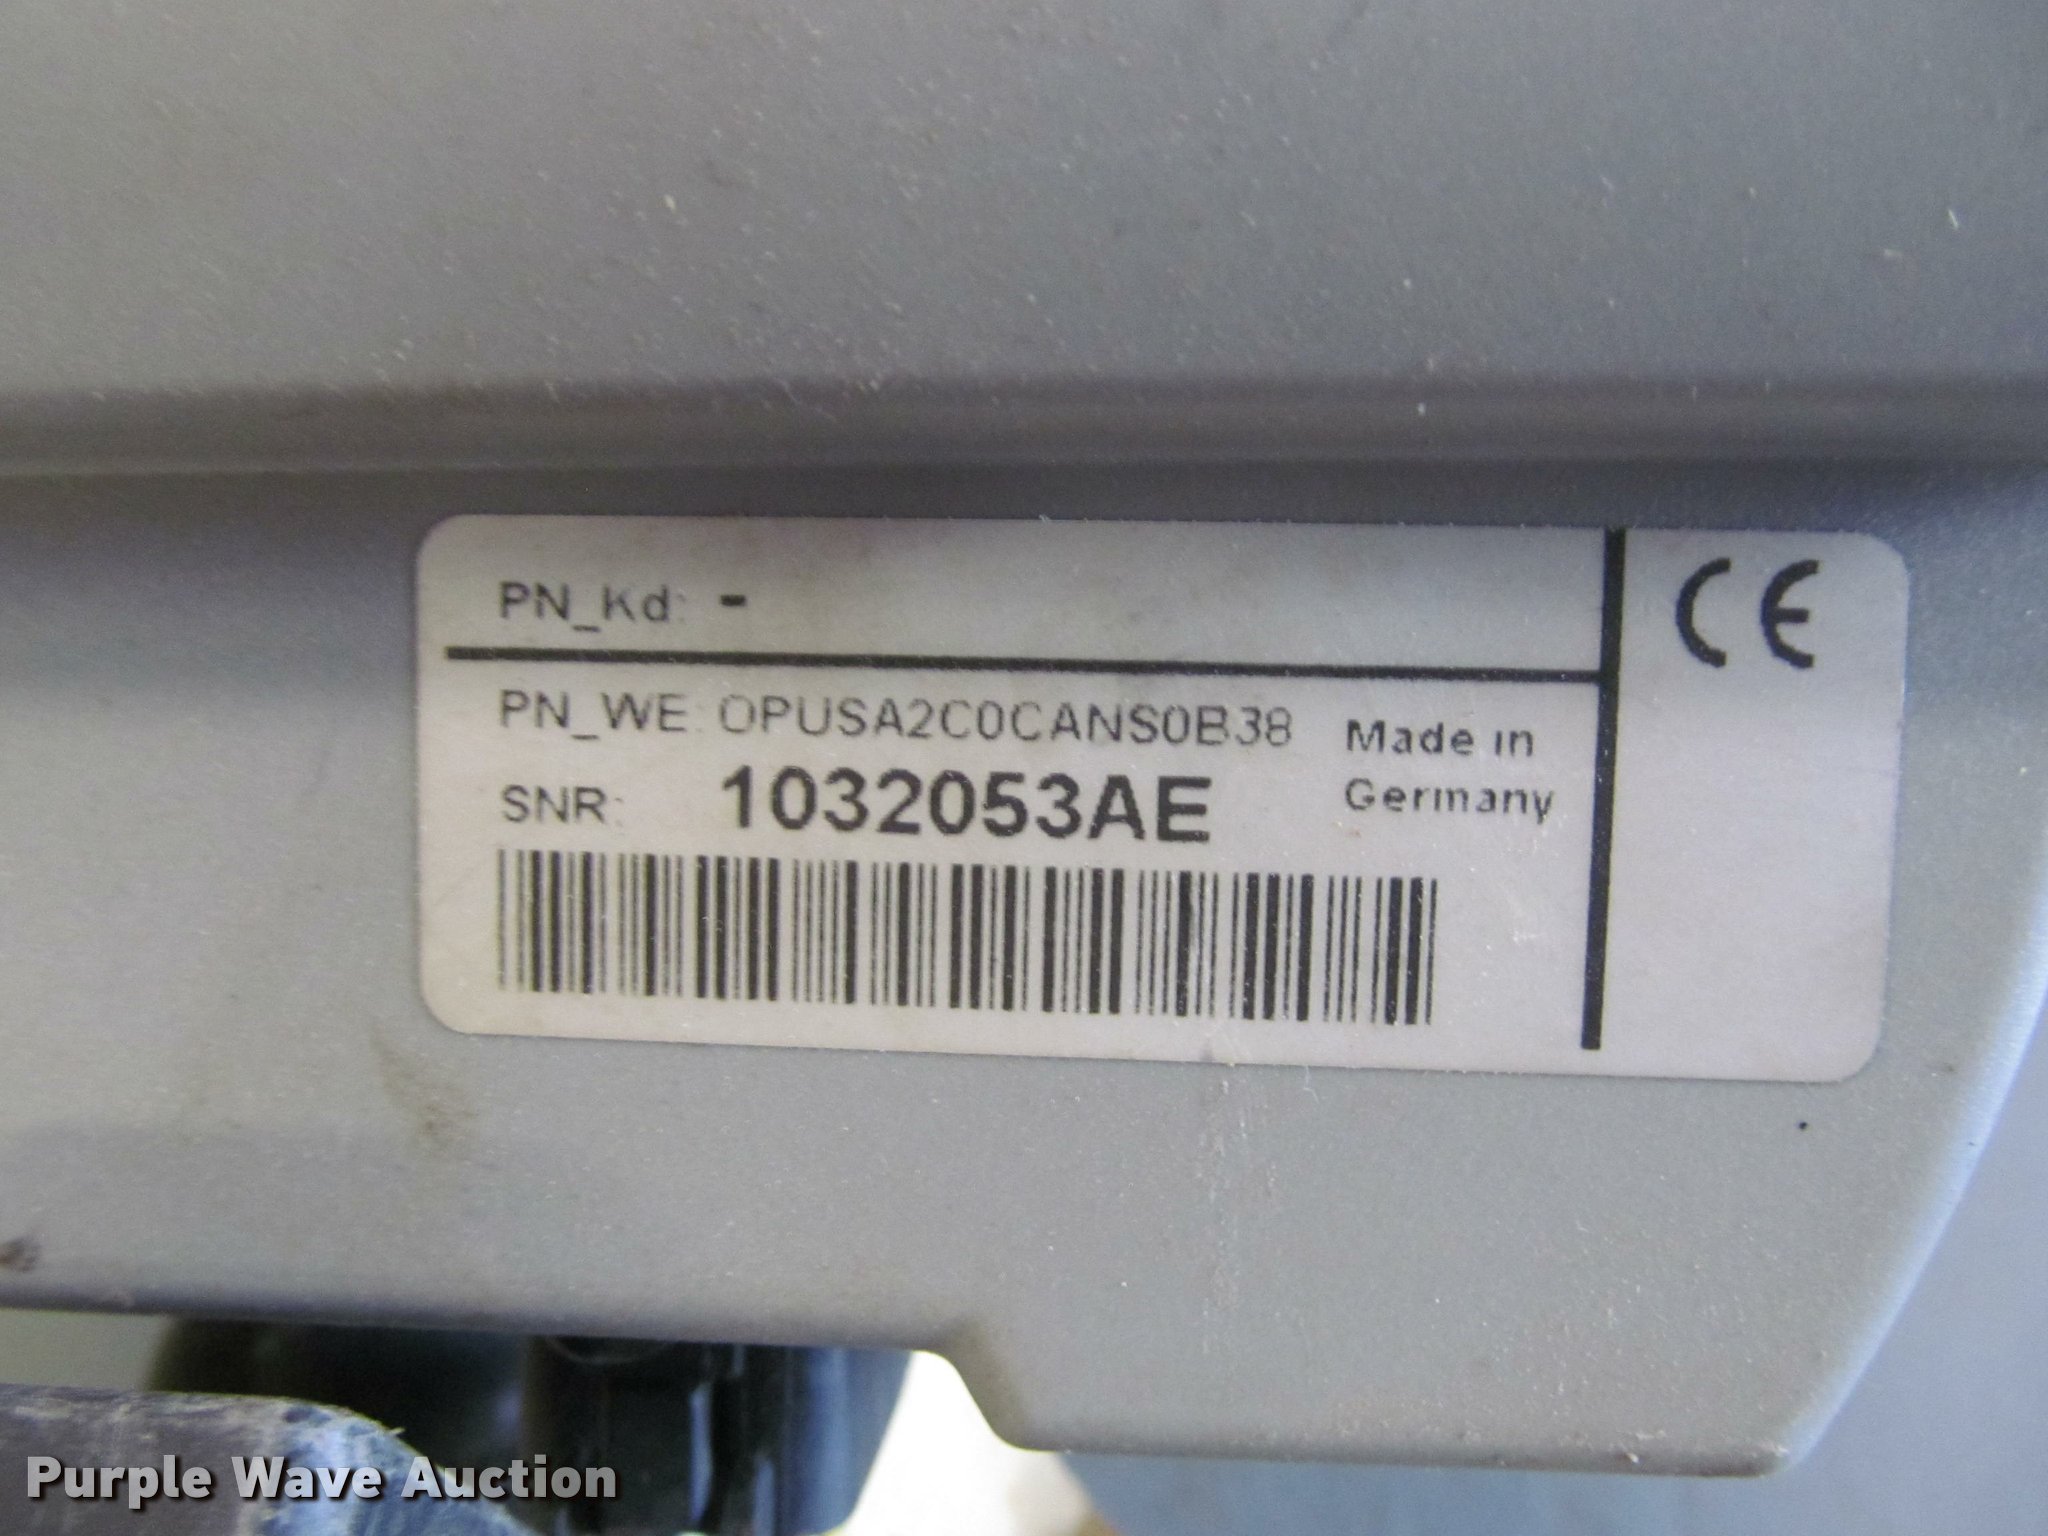 PN_Kd: -
PN_WE: OPUSA2C0CANS0B38
SNR: 1032053AE
Made in
Germany
CE
Purple Wave Auction